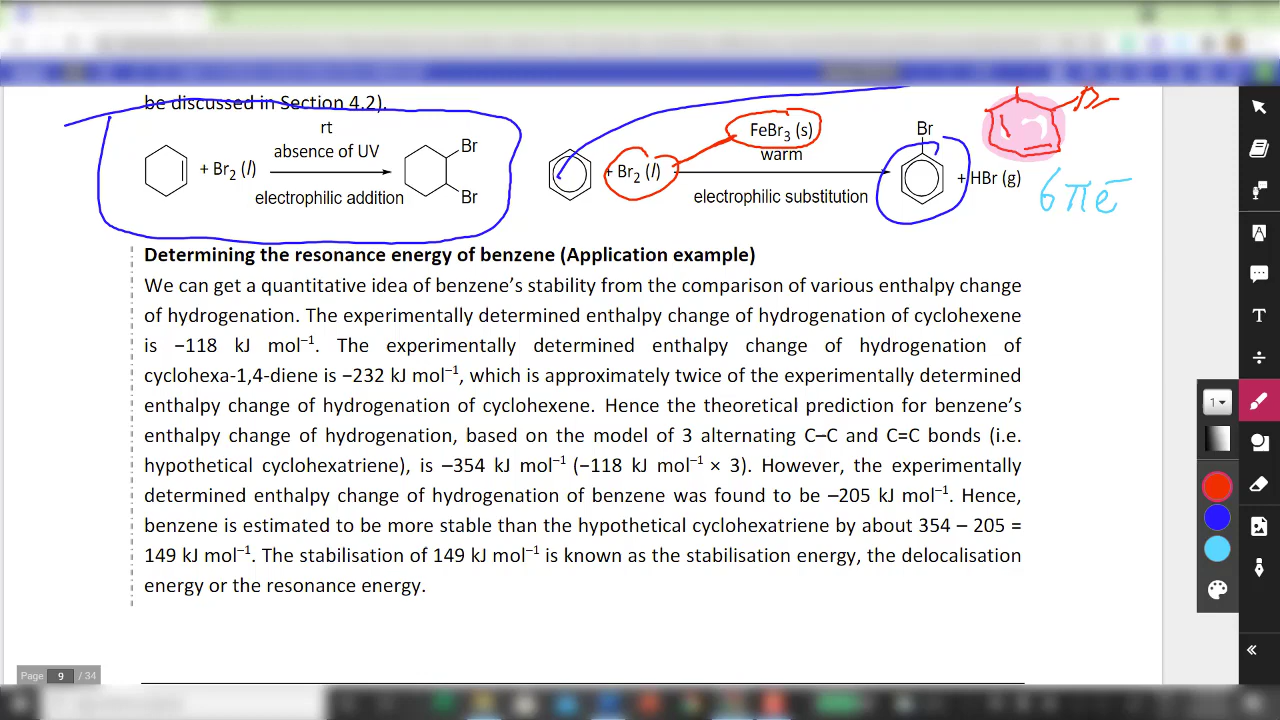 be discussed in Section 4.2).
rt
absence of UV
+ Br2 (l)
electrophilic addition
Br
Br
+ Br2 (l)
FeBr3 (s)
warm
electrophilic substitution
Br
+ HBr (g)
Br
6πe⁻
Determining the resonance energy of benzene (Application example)
We can get a quantitative idea of benzene’s stability from the comparison of various enthalpy change
of hydrogenation. The experimentally determined enthalpy change of hydrogenation of cyclohexene
is −118 kJ mol⁻¹. The experimentally determined enthalpy change of hydrogenation of
cyclohexa-1,4-diene is −232 kJ mol⁻¹, which is approximately twice of the experimentally determined
enthalpy change of hydrogenation of cyclohexene. Hence the theoretical prediction for benzene’s
enthalpy change of hydrogenation, based on the model of 3 alternating C–C and C=C bonds (i.e.
hypothetical cyclohexatriene), is −354 kJ mol⁻¹ (−118 kJ mol⁻¹ × 3). However, the experimentally
determined enthalpy change of hydrogenation of benzene was found to be −205 kJ mol⁻¹. Hence,
benzene is estimated to be more stable than the hypothetical cyclohexatriene by about 354 – 205 =
149 kJ mol⁻¹. The stabilisation of 149 kJ mol⁻¹ is known as the stabilisation energy, the delocalisation
energy or the resonance energy.
1
Page 9 / 34